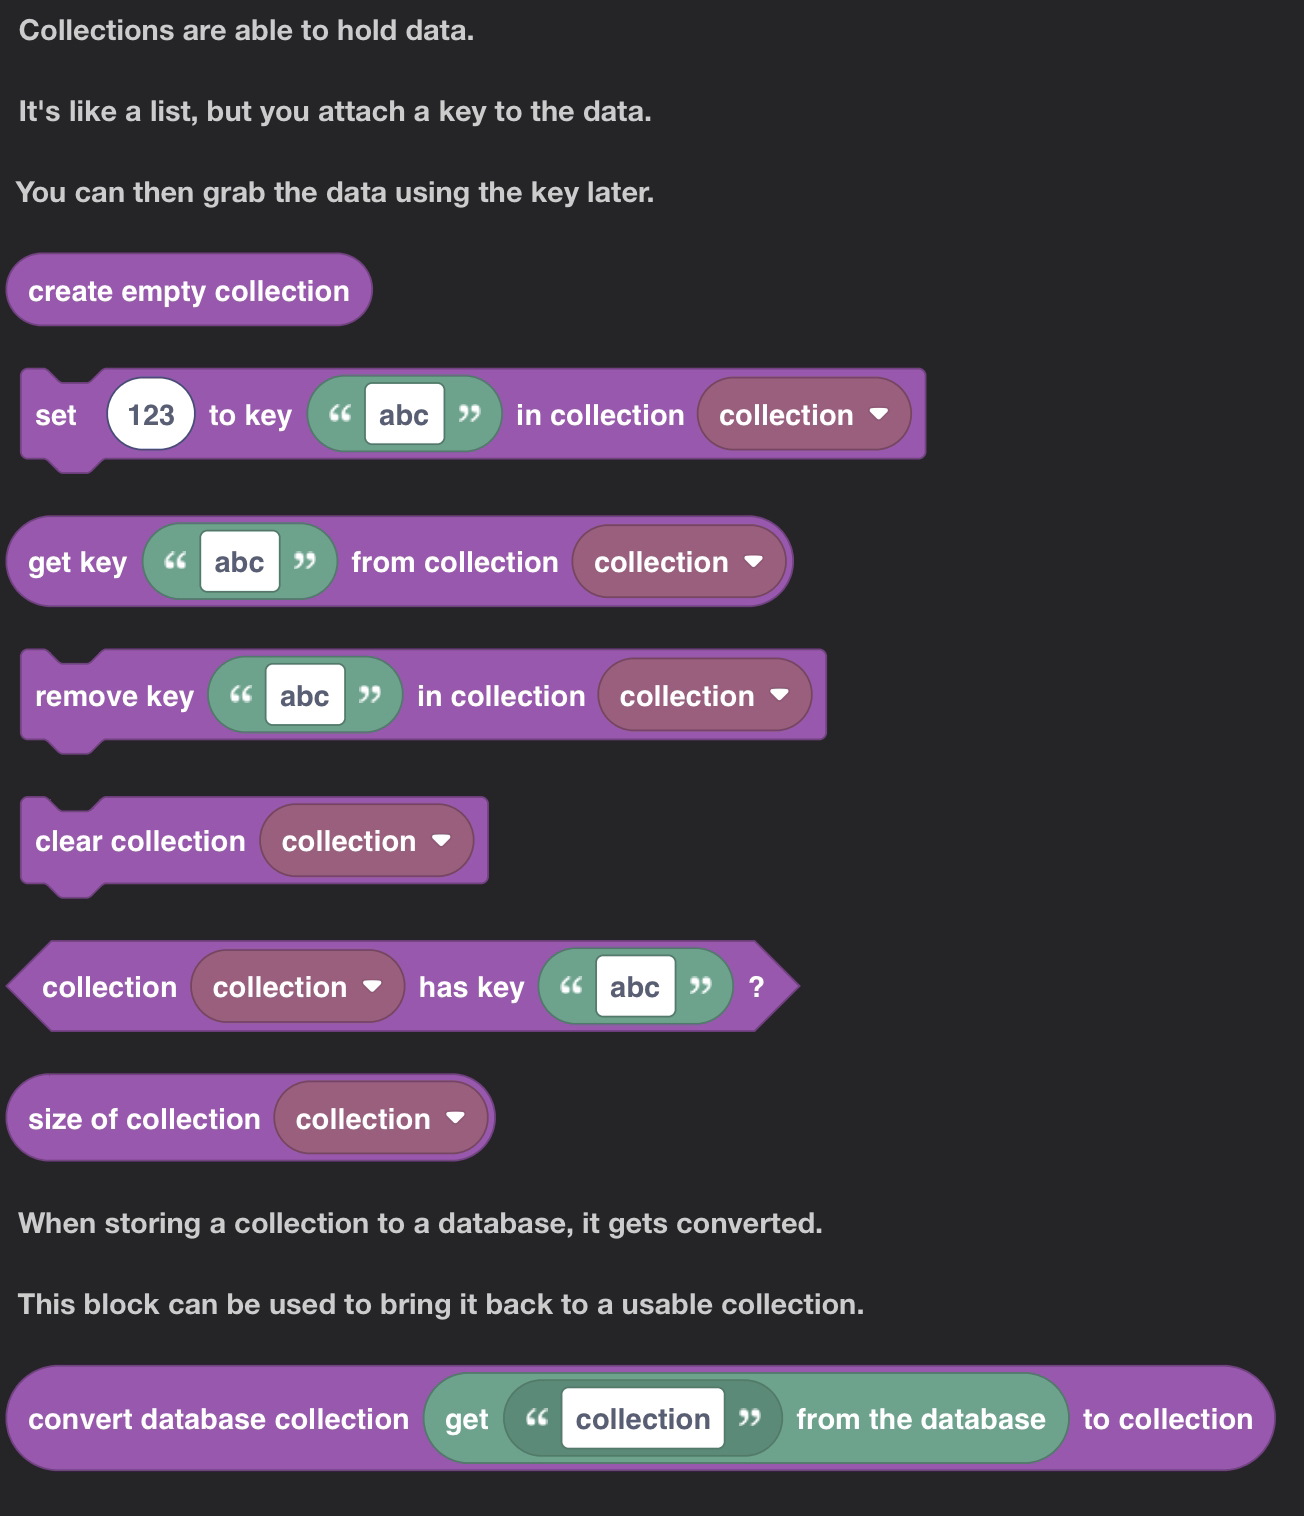 Collections are able to hold data.
It's like a list, but you attach a key to the data.
You can then grab the data using the key later.
create empty collection
set 123 to key “ abc ” in collection collection
get key “ abc ” from collection collection
remove key “ abc ” in collection collection
clear collection collection
collection collection has key “ abc ” ?
size of collection collection
When storing a collection to a database, it gets converted.
This block can be used to bring it back to a usable collection.
convert database collection get “ collection ” from the database to collection